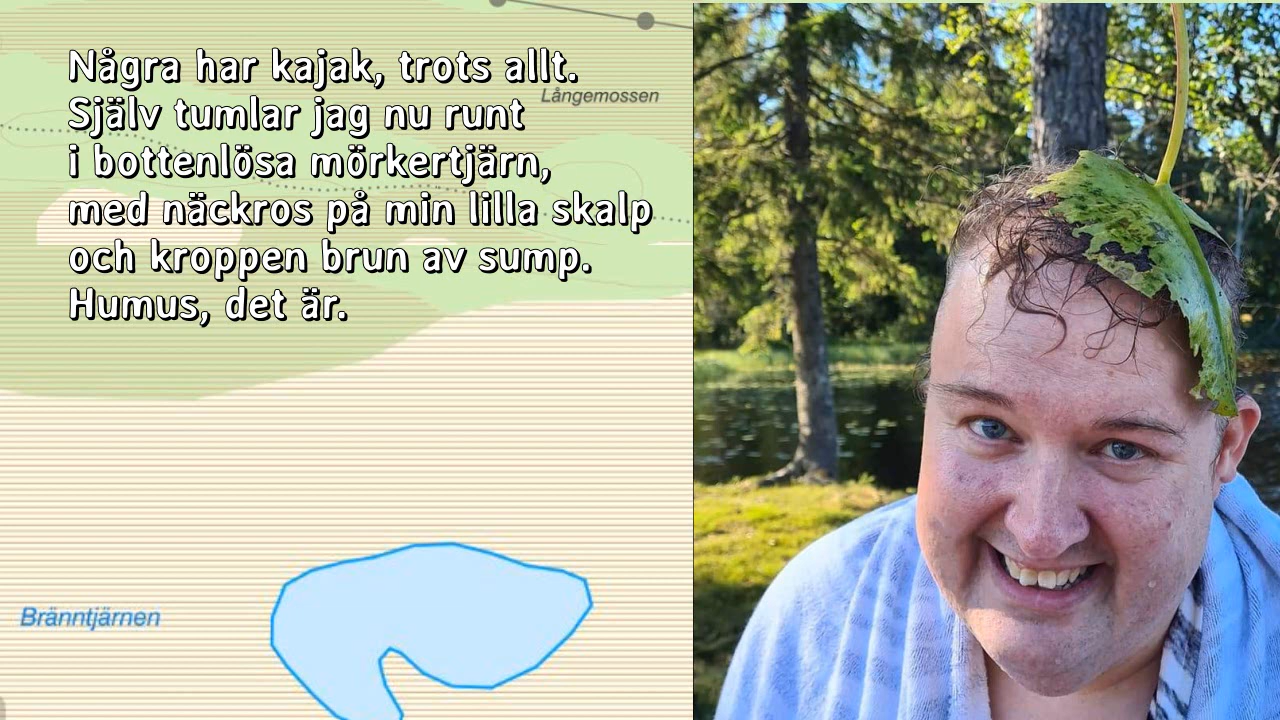 Några har kajak, trots allt.
Själv tumlar jag nu runt
i bottenlösa mörkertjärn,
med näckros på min lilla skalp
och kroppen brun av sump.
Humus, det är.
Långemossen
Bränntjärnen